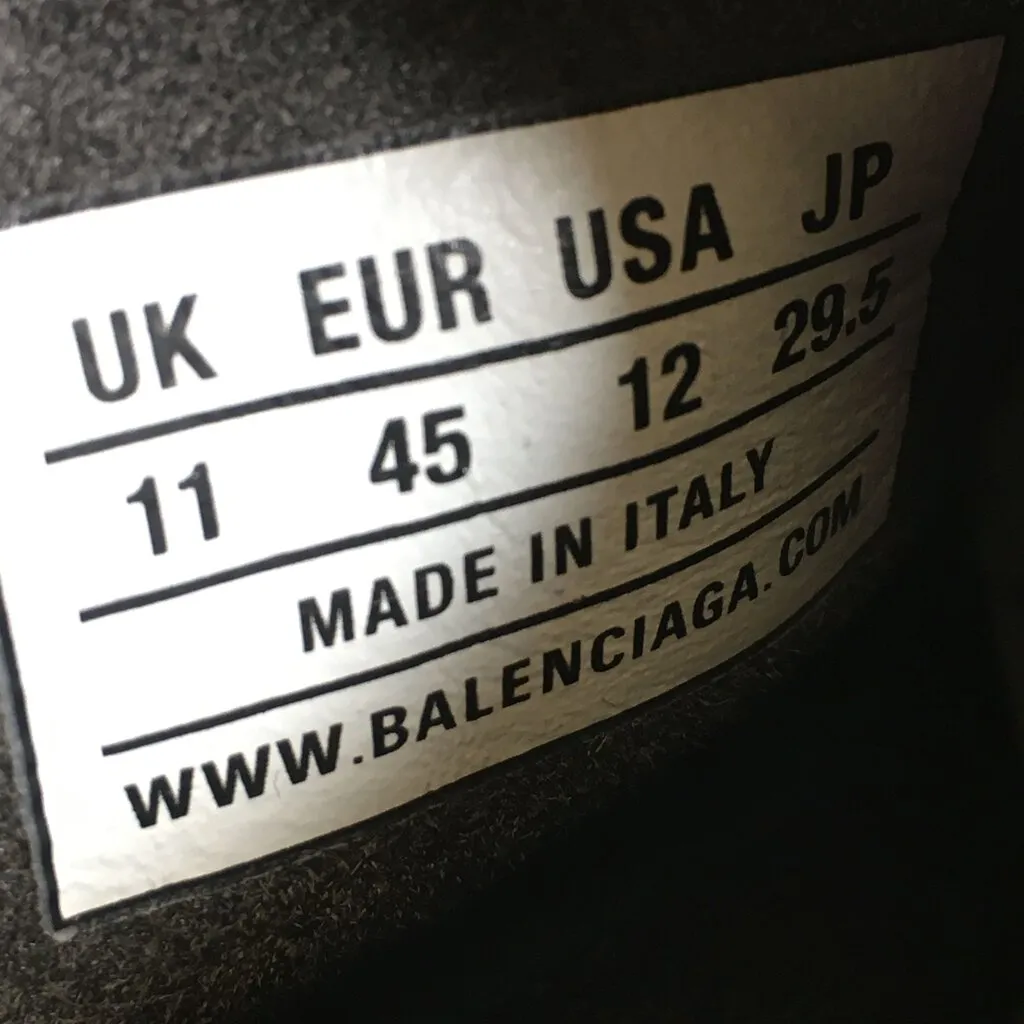 UK EUR USA JP
11 45 12 29.5
MADE IN ITALY
WWW.BALENCIAGA.COM